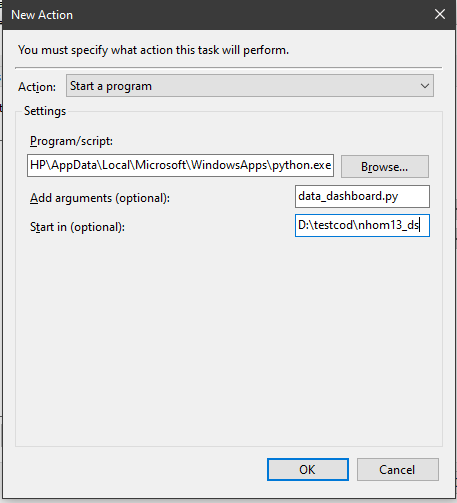 New Action
You must specify what action this task will perform.
Action: Start a program
Settings
Program/script:
HP\AppData\Local\Microsoft\WindowsApps\python.exe Browse...
Add arguments (optional): data_dashboard.py
Start in (optional): D:\testcod\nhom13_ds
OK Cancel